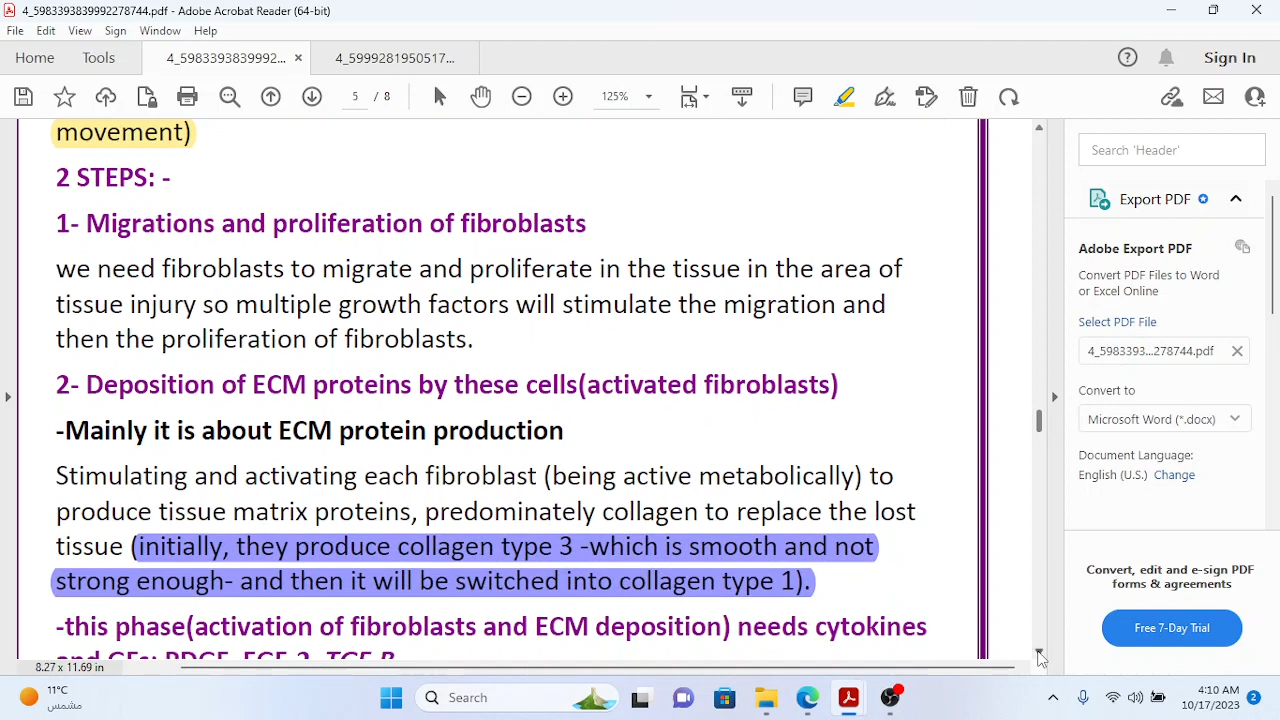 4_5983393839992278744.pdf - Adobe Acrobat Reader (64-bit)
File Edit View Sign Window Help
Home Tools 4_5983393839992... 4_5999281950517... Sign In
5 / 8 125%
movement)
2 STEPS: -
1- Migrations and proliferation of fibroblasts
we need fibroblasts to migrate and proliferate in the tissue in the area of
tissue injury so multiple growth factors will stimulate the migration and
then the proliferation of fibroblasts.
2- Deposition of ECM proteins by these cells(activated fibroblasts)
-Mainly it is about ECM protein production
Stimulating and activating each fibroblast (being active metabolically) to
produce tissue matrix proteins, predominately collagen to replace the lost
tissue (initially, they produce collagen type 3 -which is smooth and not
strong enough- and then it will be switched into collagen type 1).
-this phase(activation of fibroblasts and ECM deposition) needs cytokines
8.27 x 11.69 in
Search 'Header'
Export PDF
Adobe Export PDF
Convert PDF Files to Word
or Excel Online
Select PDF File
4_5983393...278744.pdf
Convert to
Microsoft Word (*.docx)
Document Language:
English (U.S.) Change
Convert, edit and e-sign PDF
forms & agreements
Free 7-Day Trial
11°C
مشمس
Search
4:10 AM
10/17/2023
2